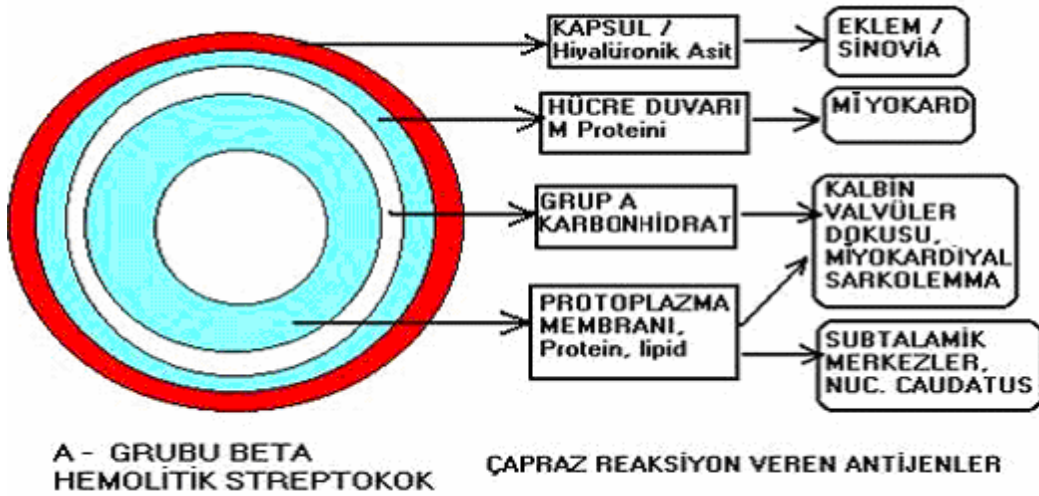 KAPSUL /
Hiyalüronik Asit
EKLEM /
SİNOVİA
HÜCRE DUVARI
M Proteini
MİYOKARD
GRUP A
KARBONHİDRAT
KALBİN
VALVÜLER
DOKUSU,
MİYOKARDİYAL
SARKOLEMMA
PROTOPLAZMA
MEMBRANI,
Protein, lipid
SUBTALAMİK
MERKEZLER,
NUC. CAUDATUS
A - GRUBU BETA
HEMOLİTİK STREPTOKOK
ÇAPRAZ REAKSİYON VEREN ANTİJENLER